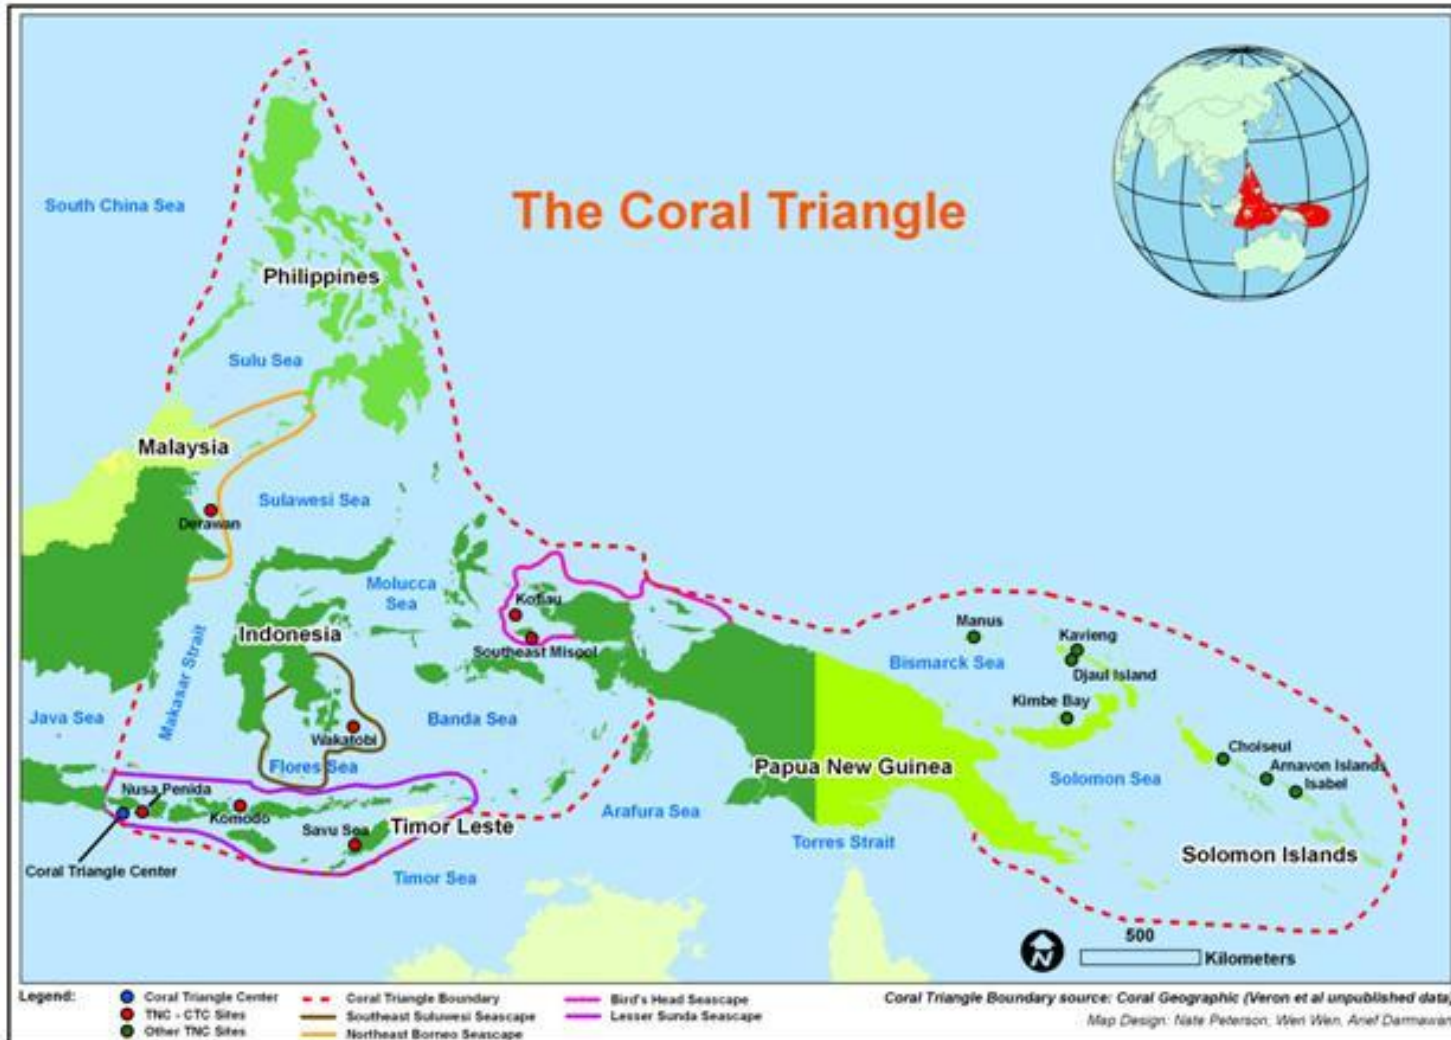 The Coral Triangle
South China Sea
Philippines
Sulu Sea
Malaysia
Sulawesi Sea
Derawan
Molucca
Sea
Kofiau
Indonesia
Southeast Misool
Makasar Strait
Java Sea
Banda Sea
Wakatobi
Flores Sea
Nusa Penida
Komodo
Savu Sea
Timor Leste
Coral Triangle Center
Timor Sea
Arafura Sea
Torres Strait
Papua New Guinea
Manus
Bismarck Sea
Kavieng
Djaul Island
Kimbe Bay
Solomon Sea
Choiseul
Arnavon Islands
Isabel
Solomon Islands
N
500
Kilometers
Legend:
Coral Triangle Center
TNC - CTC Sites
Other TNC Sites
Coral Triangle Boundary
Southeast Suluwesi Seascape
Northeast Borneo Seascape
Bird's Head Seascape
Lesser Sunda Seascape
Coral Triangle Boundary source: Coral Geographic (Veron et al unpublished data)
Map Design: Nate Peterson, Wen Wen, Arief Darmawan